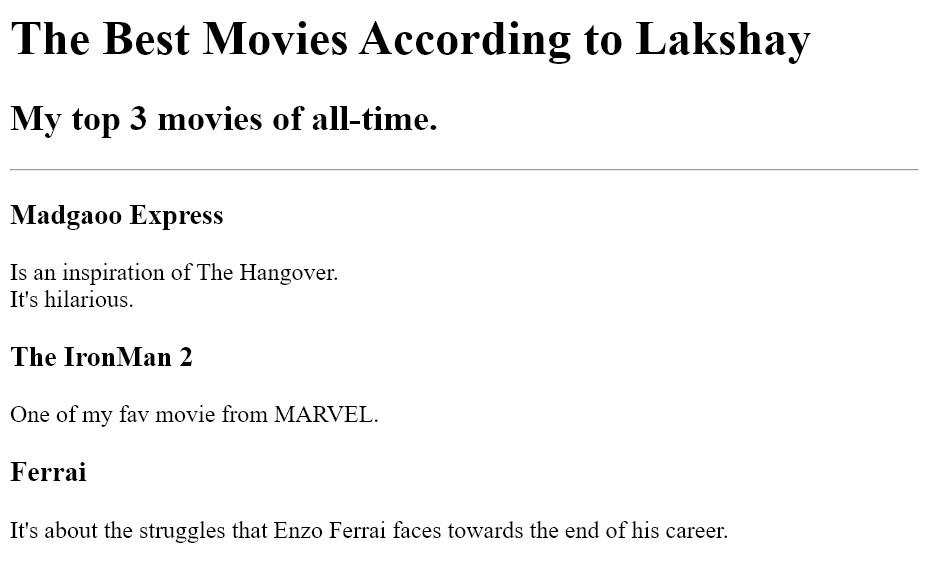 The Best Movies According to Lakshay
My top 3 movies of all-time.
Madgaoo Express
Is an inspiration of The Hangover.
It's hilarious.
The IronMan 2
One of my fav movie from MARVEL.
Ferrai
It's about the struggles that Enzo Ferrai faces towards the end of his career.